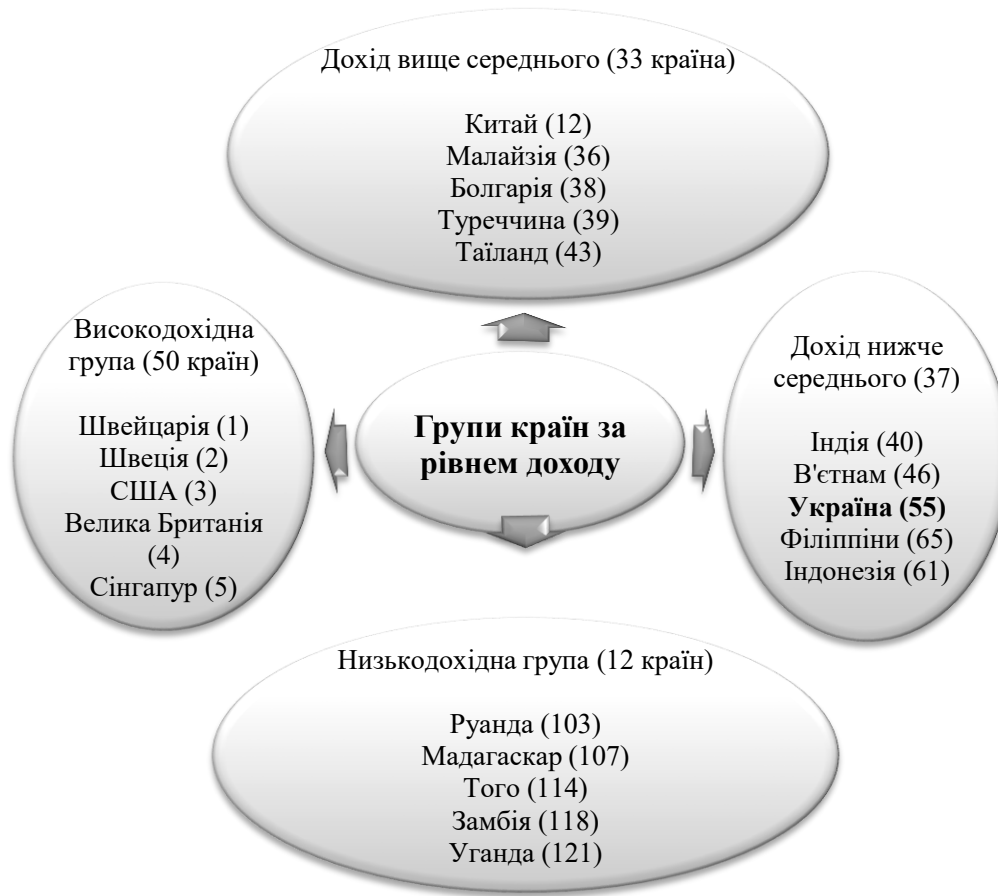 Дохід вище середнього (33 країна)
Китай (12)
Малайзія (36)
Болгарія (38)
Туреччина (39)
Таїланд (43)
Високодохідна
група (50 країн)
Швейцарія (1)
Швеція (2)
США (3)
Велика Британія
(4)
Сінгапур (5)
Групи країн за
рівнем доходу
Дохід нижче
середнього (37)
Індія (40)
В'єтнам (46)
Україна (55)
Філіппіни (65)
Індонезія (61)
Низькодохідна група (12 країн)
Руанда (103)
Мадагаскар (107)
Того (114)
Замбія (118)
Уганда (121)